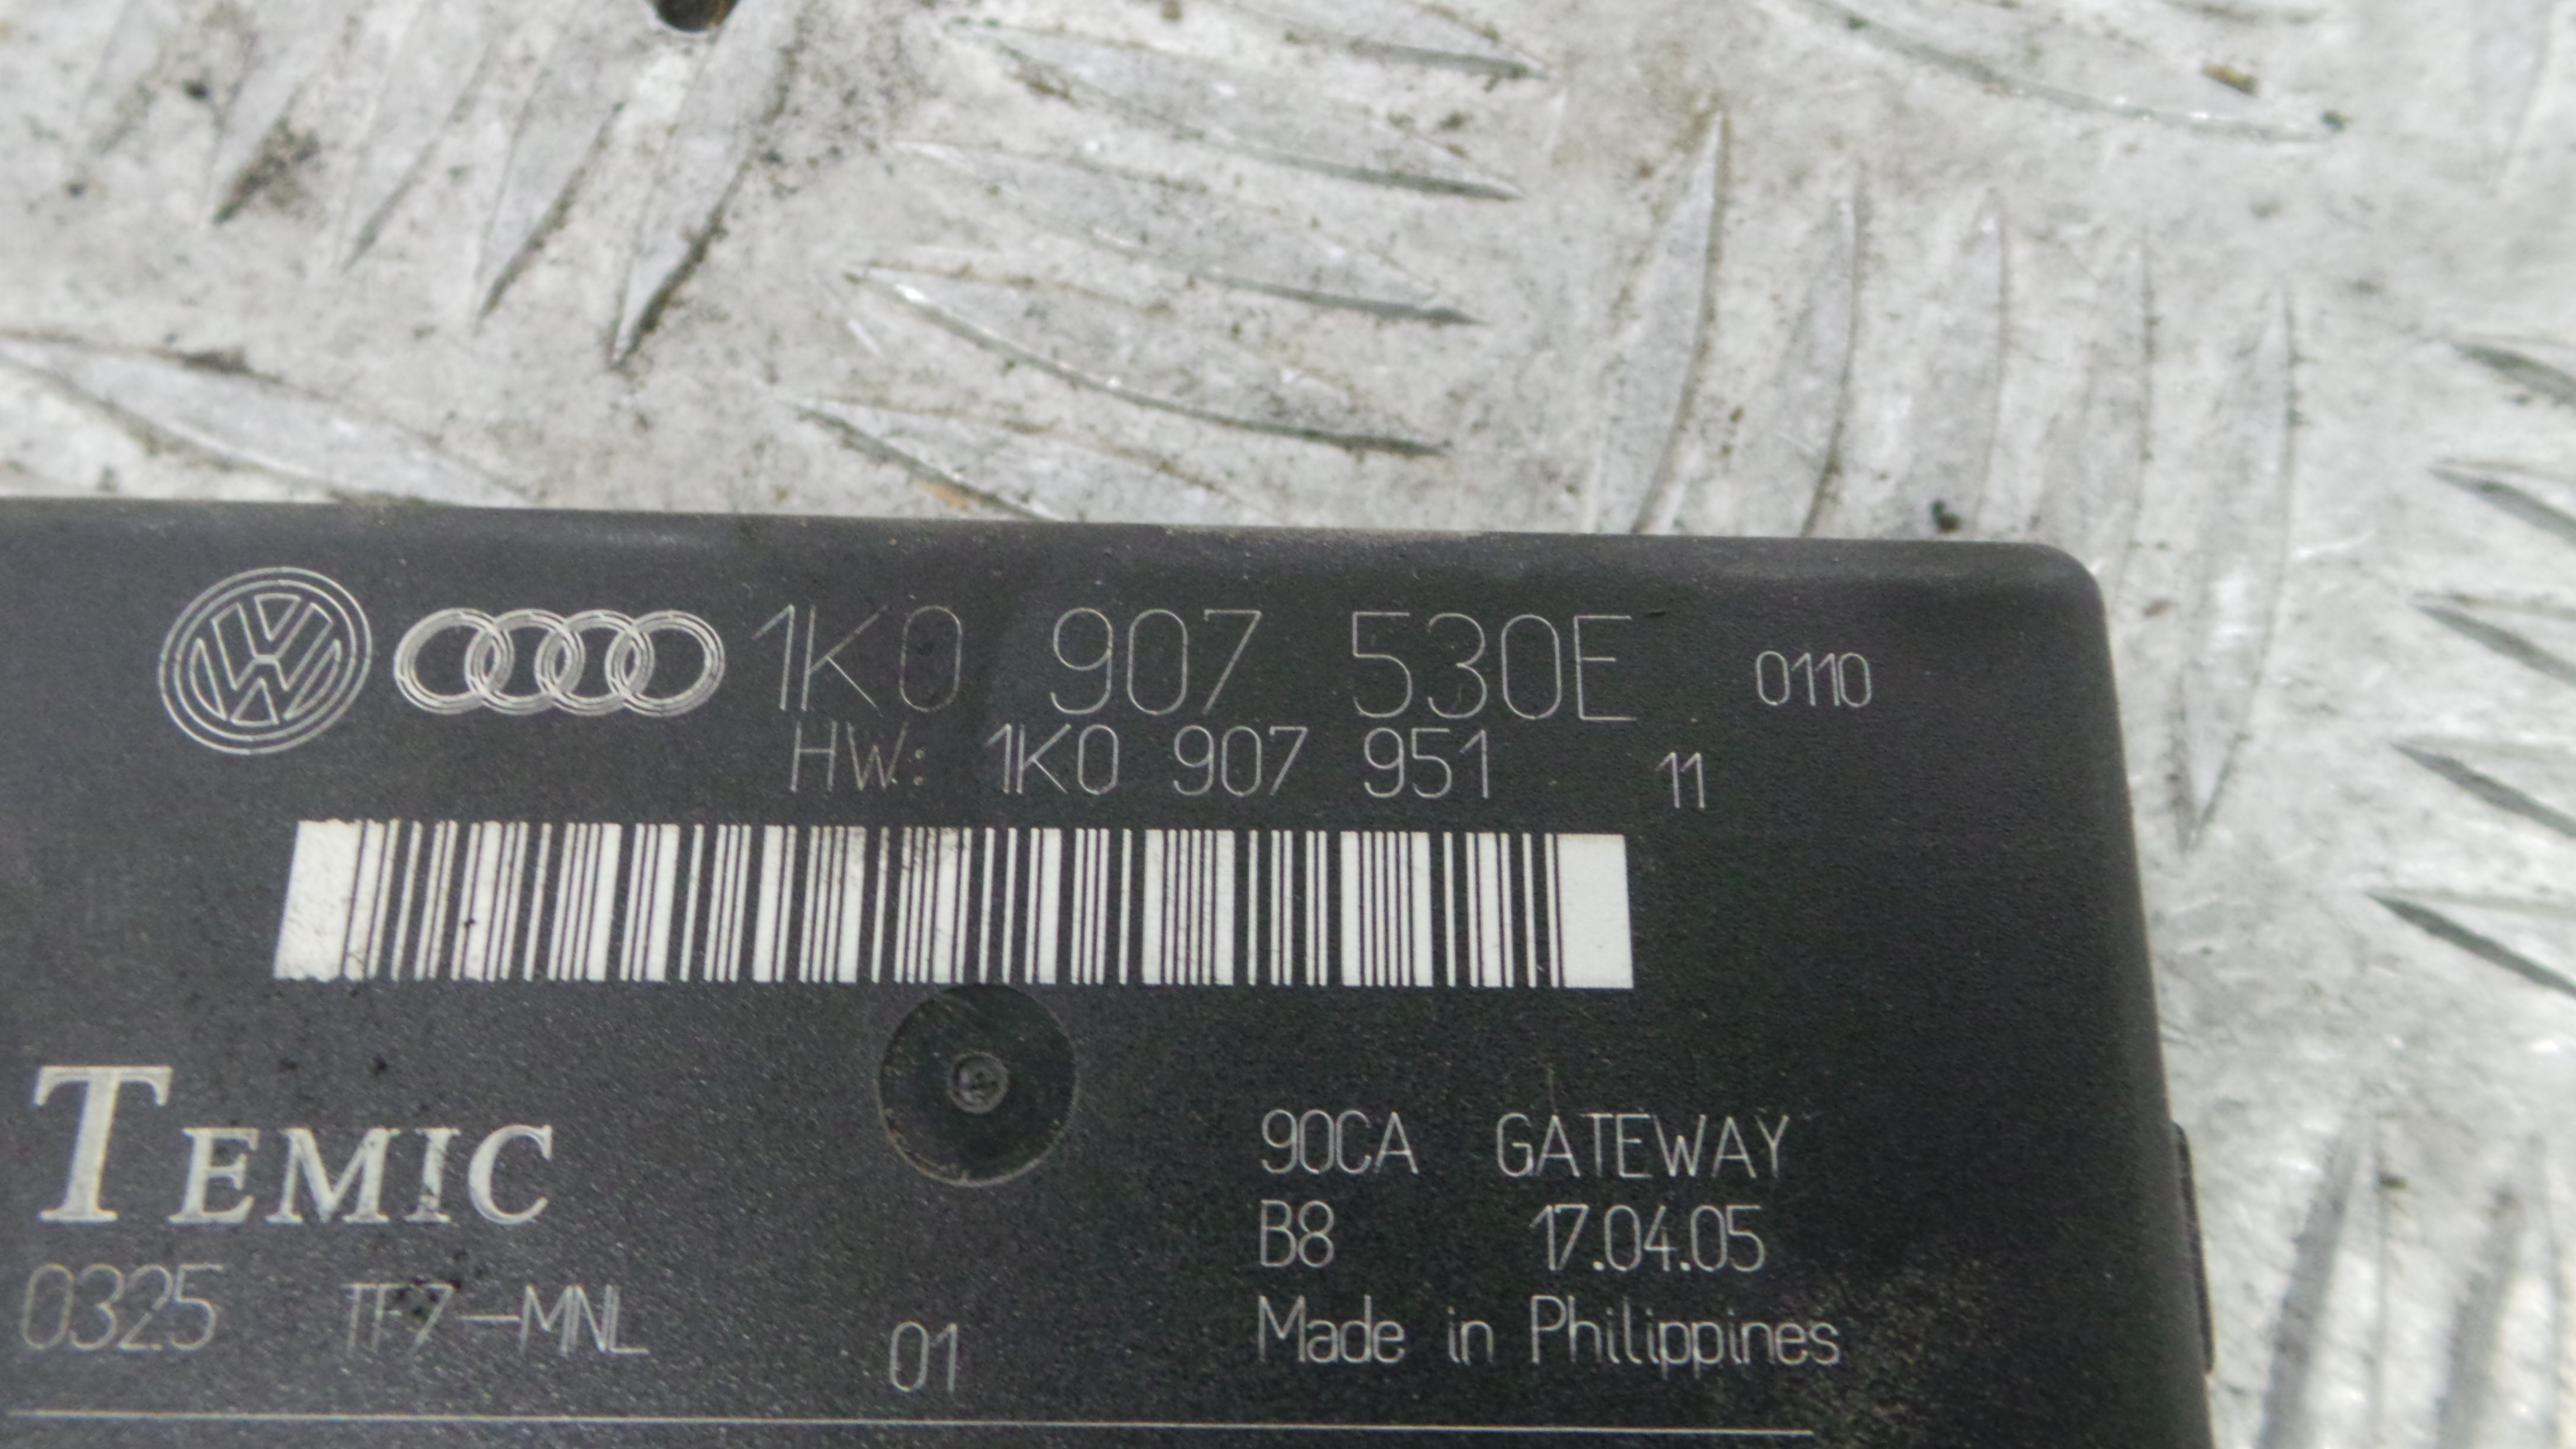 1K0 907 530E 0110
HW: 1K0 907 951 11
TEMIC
90CA GATEWAY
B8 17.04.05
0325 TF7-MNL 01
Made in Philippines